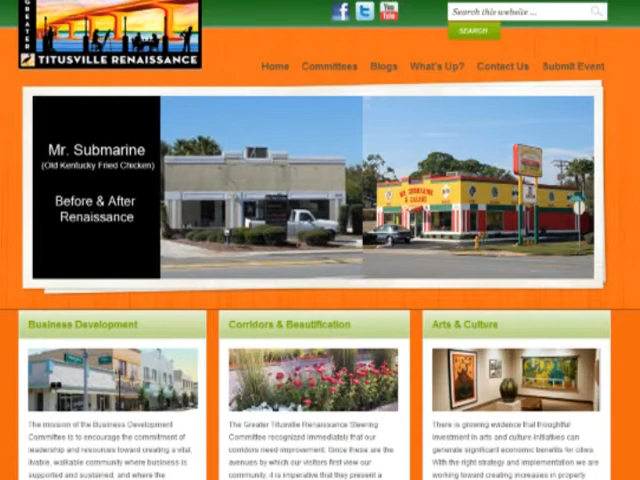 GREATER
TITUSVILLE RENAISSANCE
Search this website ...
SEARCH
Home Committees Blogs What's Up? Contact Us Submit Event
Mr. Submarine
(Old Kentucky Fried Chicken)
Before & After
Renaissance
MR. SUBMARINE
& SALADS
Business Development
The mission of the Business Development
Committee is to encourage the commitment of
leadership and resources toward creating a vital,
livable, walkable community where business is
supported and sustained, and where the
Corridors & Beautification
The Greater Titusville Renaissance Steering
Committee recognized immediately that our
corridors need improvement. Since these are the
avenues by which our visitors first view our
community, it is imperative that they present a
Arts & Culture
There is growing evidence that thoughtful
investment in arts and culture initiatives can
generate significant economic benefits for cities
With the right strategy and implementation we are
working toward creating increases in property